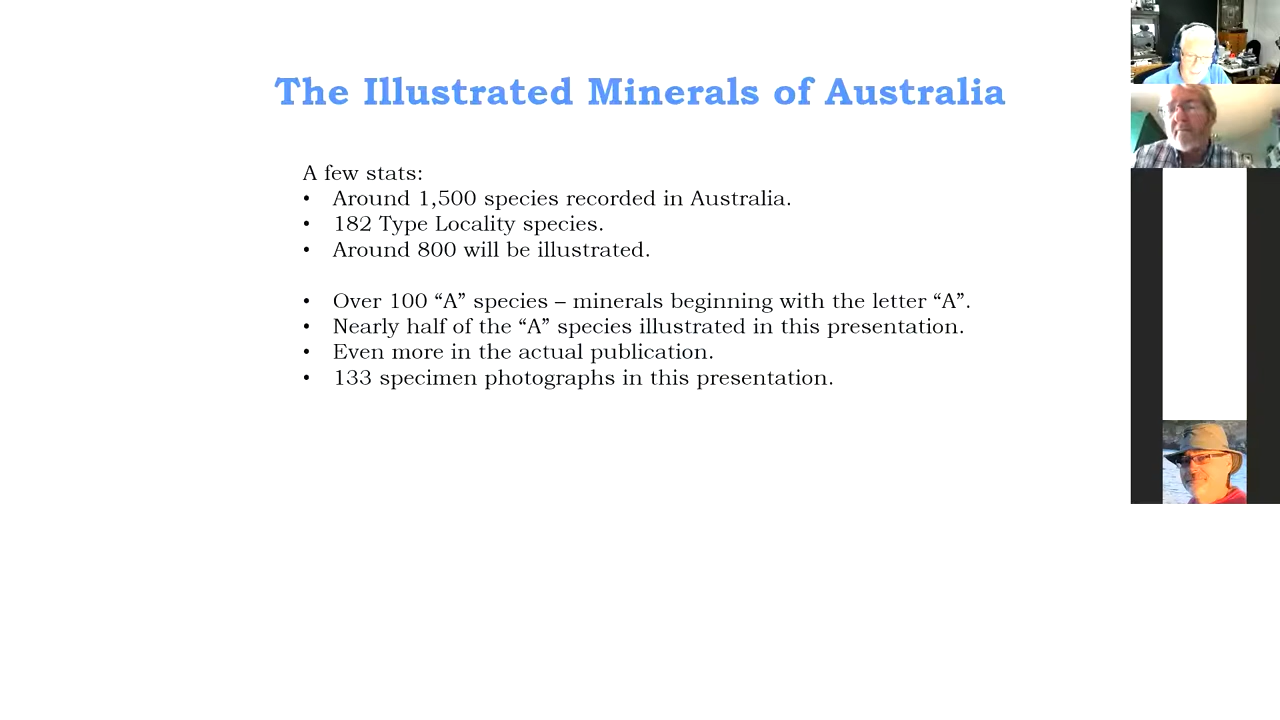 The Illustrated Minerals of Australia
A few stats:
• Around 1,500 species recorded in Australia.
• 182 Type Locality species.
• Around 800 will be illustrated.
• Over 100 “A” species – minerals beginning with the letter “A”.
• Nearly half of the “A” species illustrated in this presentation.
• Even more in the actual publication.
• 133 specimen photographs in this presentation.